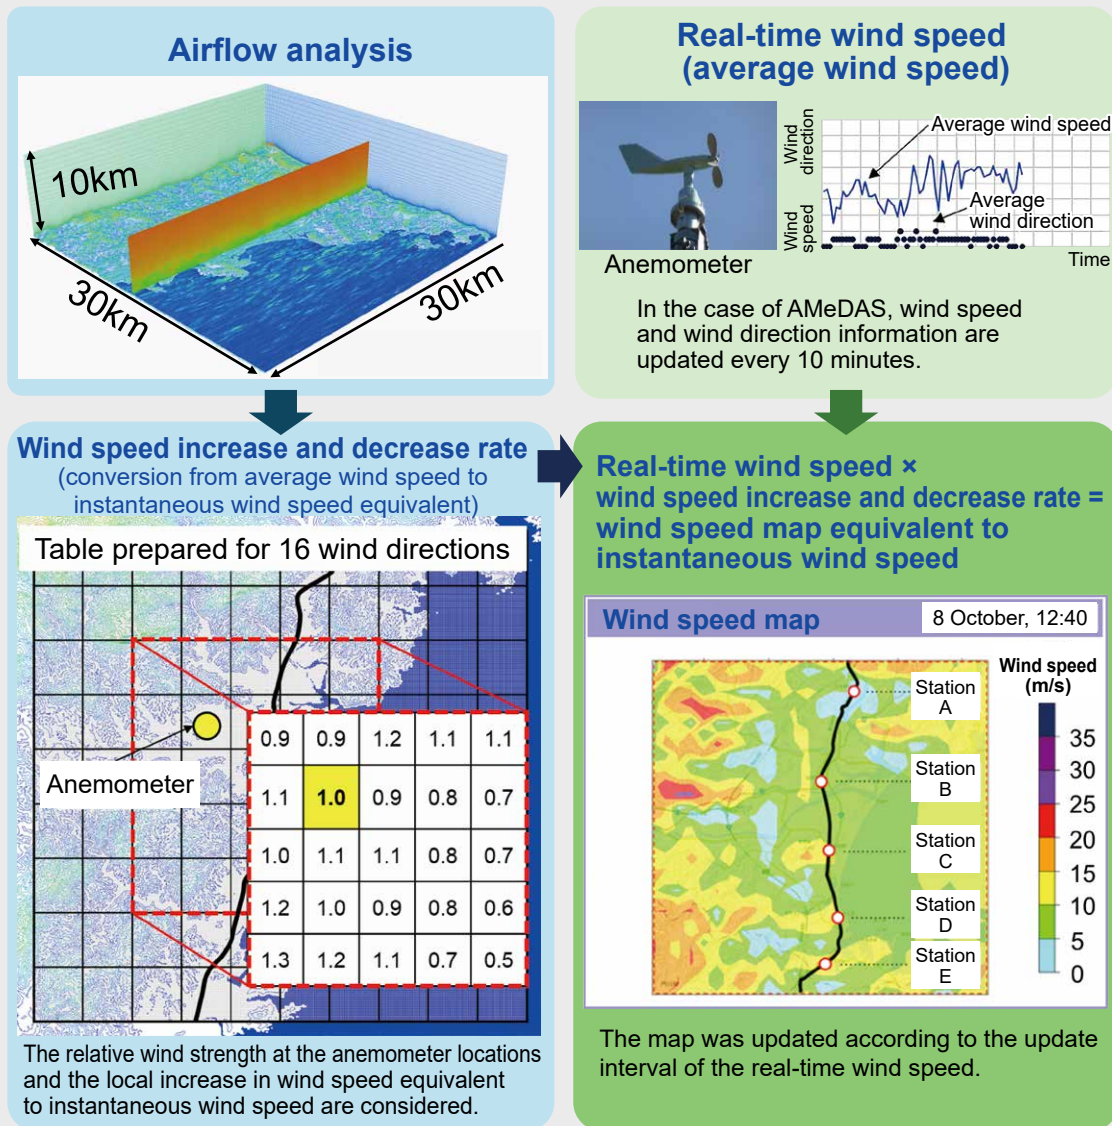 Airflow analysis
10km
30km
30km
Real-time wind speed
(average wind speed)
Wind
direction
Wind
speed
Average wind speed
Average
wind direction
Time
Anemometer
In the case of AMeDAS, wind speed
and wind direction information are
updated every 10 minutes.
Wind speed increase and decrease rate
(conversion from average wind speed to
instantaneous wind speed equivalent)
Table prepared for 16 wind directions
Anemometer
0.9 0.9 1.2 1.1 1.1
1.1 1.0 0.9 0.8 0.7
1.0 1.1 1.1 0.8 0.7
1.2 1.0 0.9 0.8 0.6
1.3 1.2 1.1 0.7 0.5
The relative wind strength at the anemometer locations
and the local increase in wind speed equivalent
to instantaneous wind speed are considered.
Real-time wind speed ×
wind speed increase and decrease rate =
wind speed map equivalent to
instantaneous wind speed
Wind speed map
8 October, 12:40
Station
A
Station
B
Station
C
Station
D
Station
E
Wind speed
(m/s)
35
30
25
20
15
10
5
0
The map was updated according to the update
interval of the real-time wind speed.